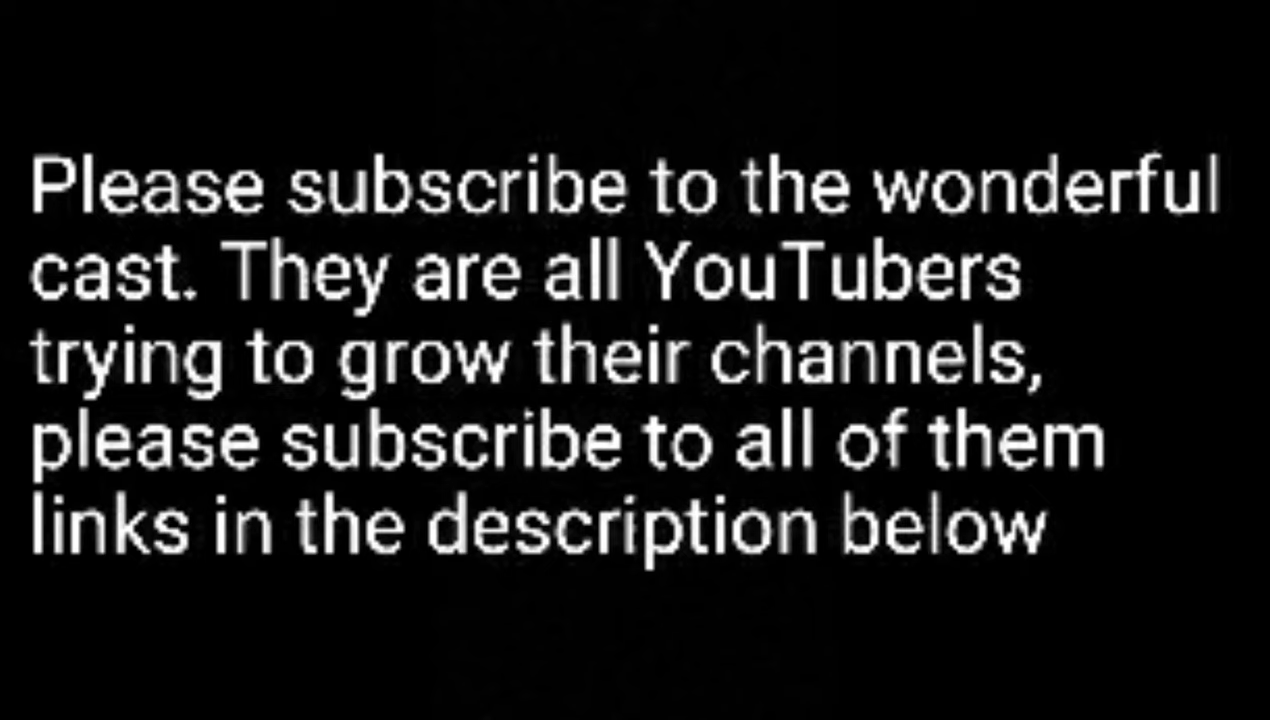 Please subscribe to the wonderful
cast. They are all YouTubers
trying to grow their channels,
please subscribe to all of them
links in the description below